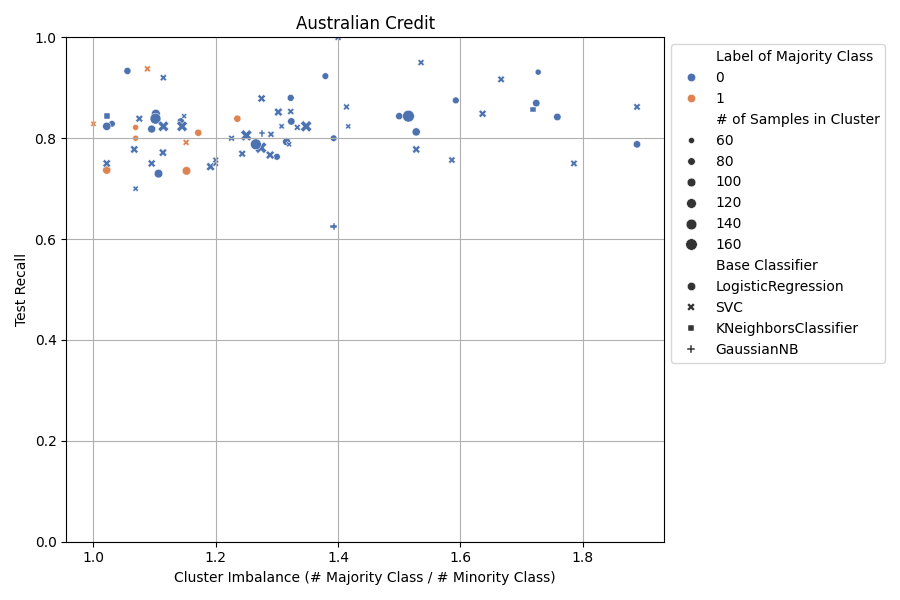 Australian Credit
1.0
0.8
0.6
0.4
0.2
0.0
Test Recall
1.0 1.2 1.4 1.6 1.8
Cluster Imbalance (# Majority Class / # Minority Class)
Label of Majority Class
0
1
# of Samples in Cluster
60
80
100
120
140
160
Base Classifier
LogisticRegression
SVC
KNeighborsClassifier
GaussianNB